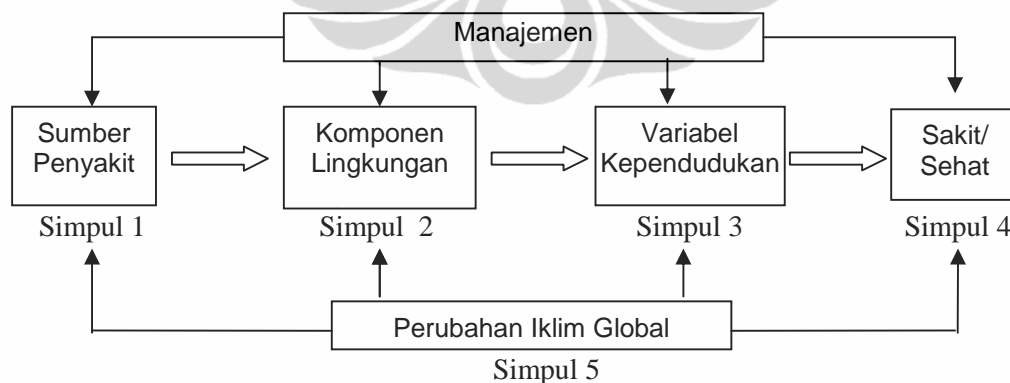 Manajemen
Sumber
Penyakit
Komponen
Lingkungan
Variabel
Kependudukan
Sakit/
Sehat
Simpul 1
Simpul 2
Simpul 3
Simpul 4
Perubahan Iklim Global
Simpul 5